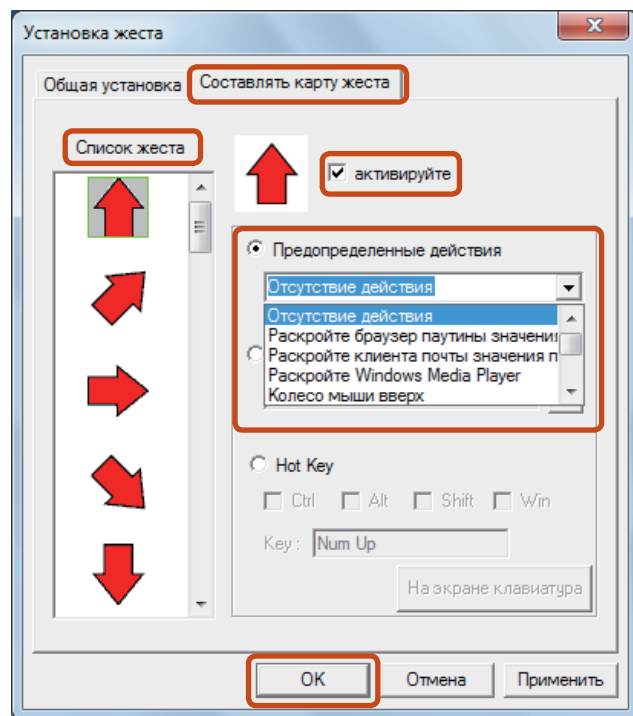 Установка жеста
Общая установка Составлять карту жеста
Список жеста
активируйте
Предопределенные действия
Отсутствие действия
Отсутствие действия
Раскройте браузер паутины значения
Раскройте клиента почты значения п
Раскройте Windows Media Player
Колесо мыши вверх
Hot Key
Ctrl Alt Shift Win
Key: Num Up
На экране клавиатура
OK Отмена Применить